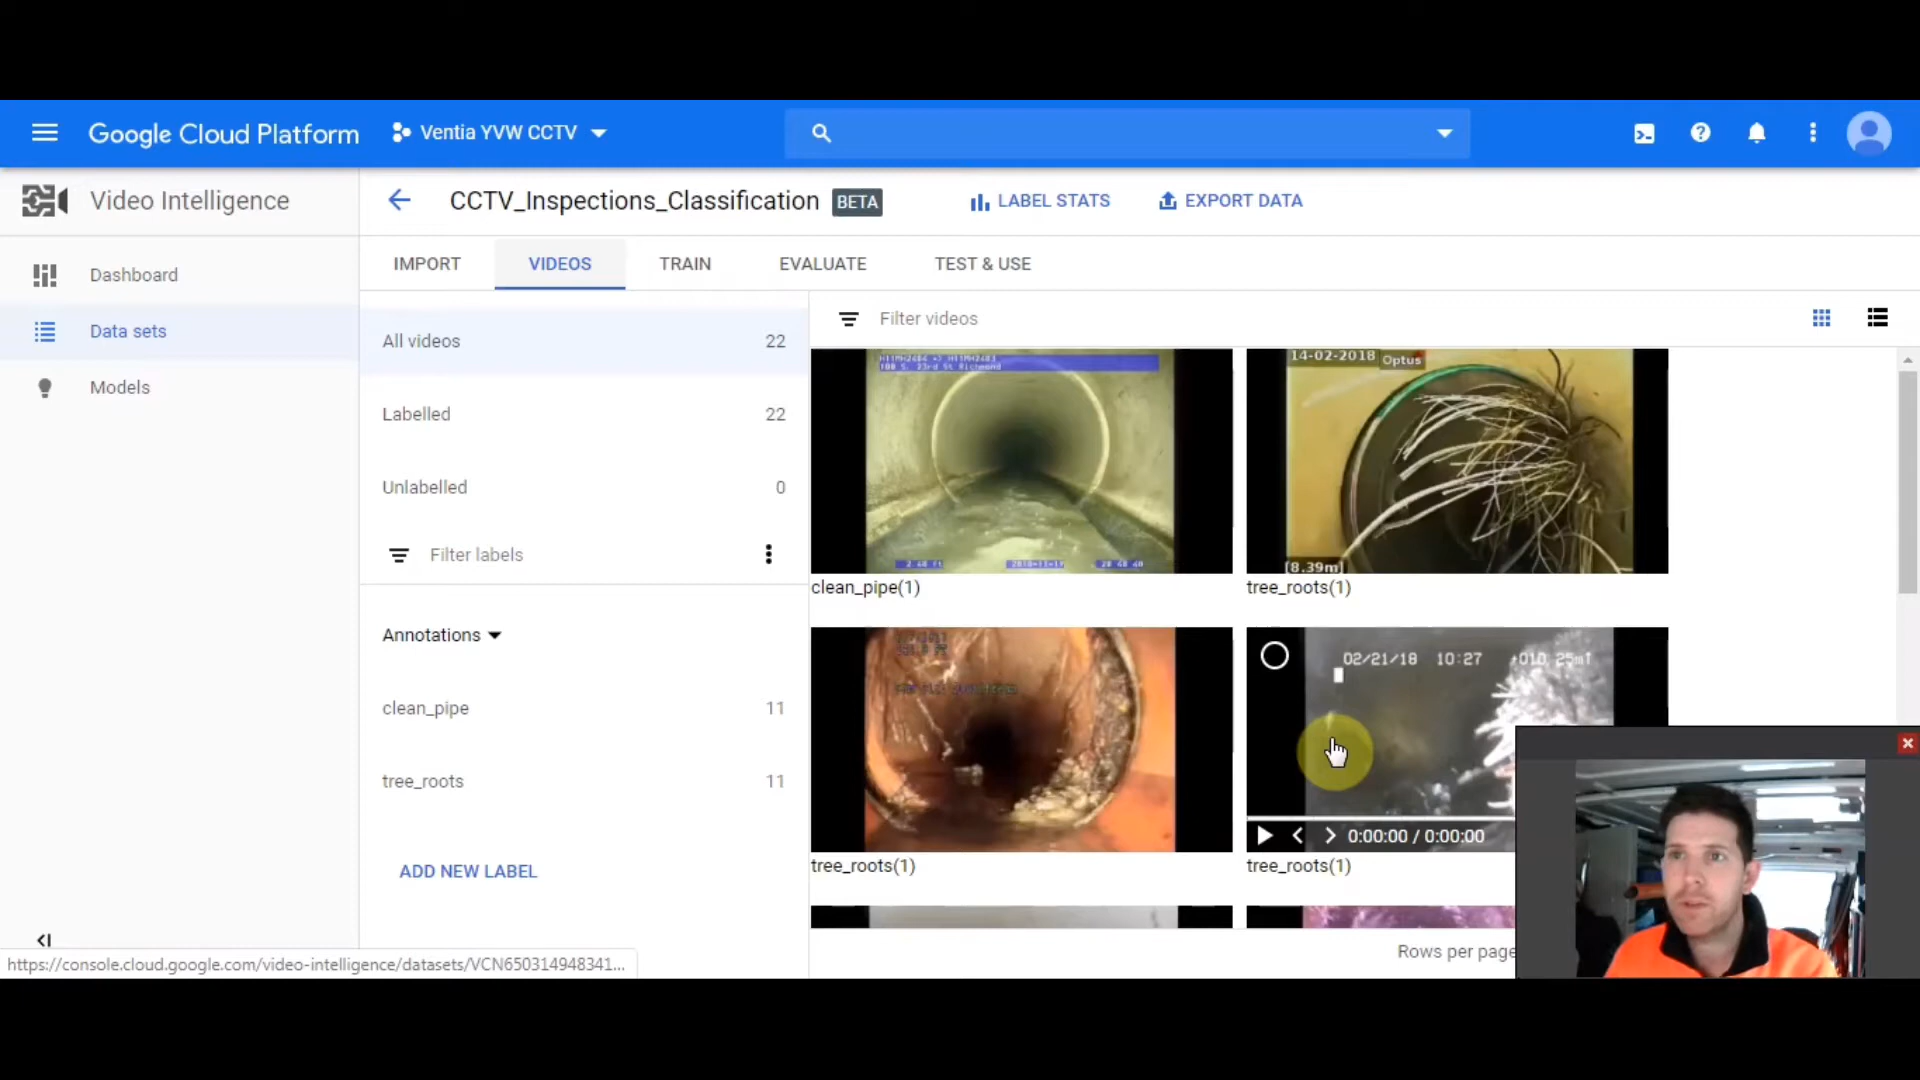 Google Cloud Platform
Ventia YVW CCTV
Video Intelligence
CCTV_Inspections_Classification
BETA
LABEL STATS
EXPORT DATA
Dashboard
Data sets
Models
IMPORT
VIDEOS
TRAIN
EVALUATE
TEST & USE
All videos 22
Labelled 22
Unlabelled 0
Filter labels
Annotations
clean_pipe 11
tree_roots 11
ADD NEW LABEL
Filter videos
100 S. 23rd St Richmond
clean_pipe(1)
14-02-2018 Optus
[8.39m]
tree_roots(1)
tree_roots(1)
02/21/18 10:27
0:00:00 / 0:00:00
tree_roots(1)
Rows per page
https://console.cloud.google.com/video-intelligence/datasets/VCN650314948341...